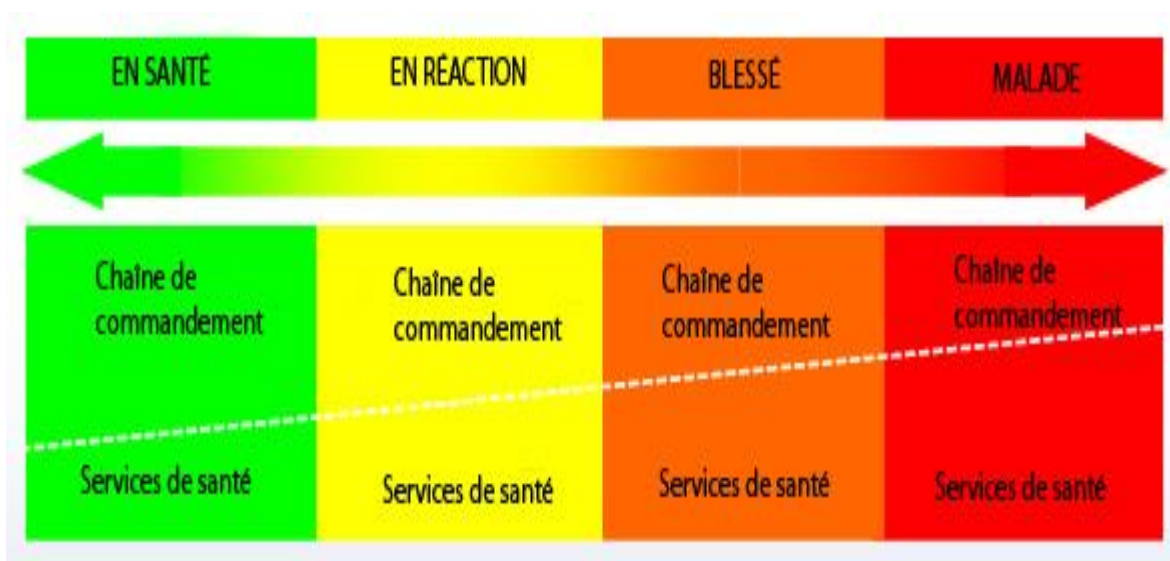 EN SANTÉ
EN RÉACTION
BLESSÉ
MALADE
Chaîne de
commandement
Chaîne de
commandement
Chaîne de
commandement
Chaîne de
commandement
Services de santé
Services de santé
Services de santé
Services de santé